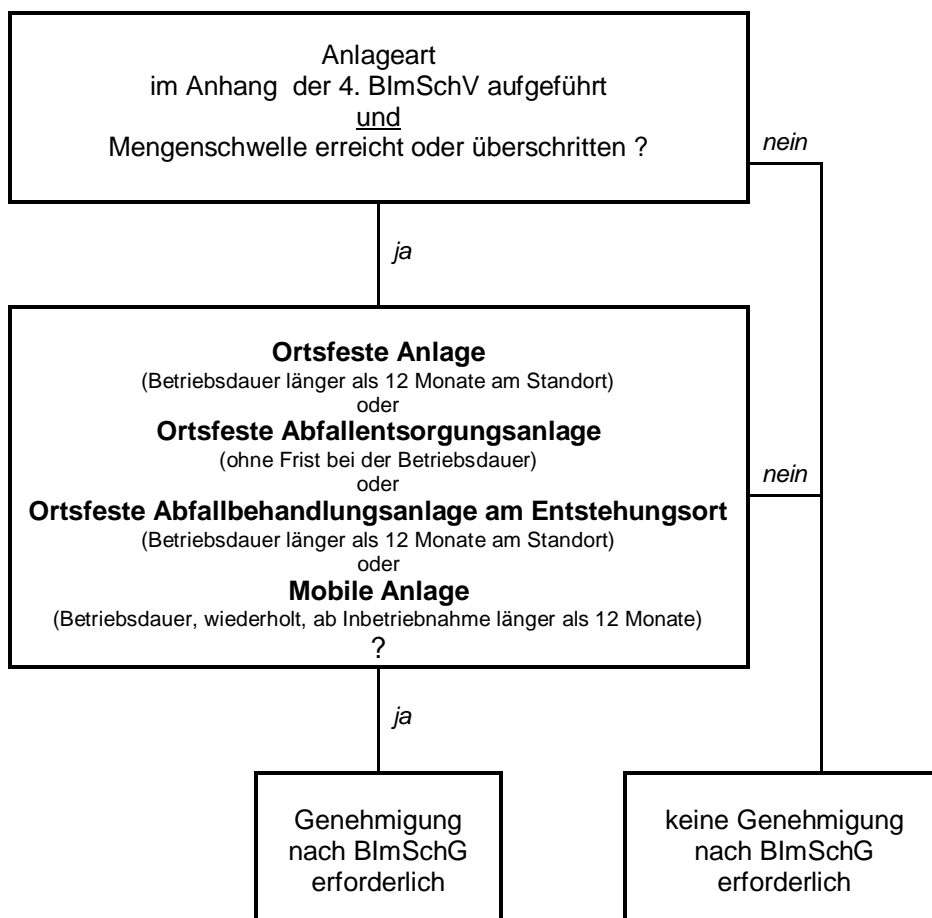 Anlageart
im Anhang der 4. BImSchV aufgeführt
und
Mengenschwelle erreicht oder überschritten ?
nein
ja
Ortsfeste Anlage
(Betriebsdauer länger als 12 Monate am Standort)
oder
Ortsfeste Abfallentsorgungsanlage
(ohne Frist bei der Betriebsdauer)
oder
Ortsfeste Abfallbehandlungsanlage am Entstehungsort
(Betriebsdauer länger als 12 Monate am Standort)
oder
Mobile Anlage
(Betriebsdauer, wiederholt, ab Inbetriebnahme länger als 12 Monate)
?
nein
ja
Genehmigung
nach BImSchG
erforderlich
keine Genehmigung
nach BImSchG
erforderlich